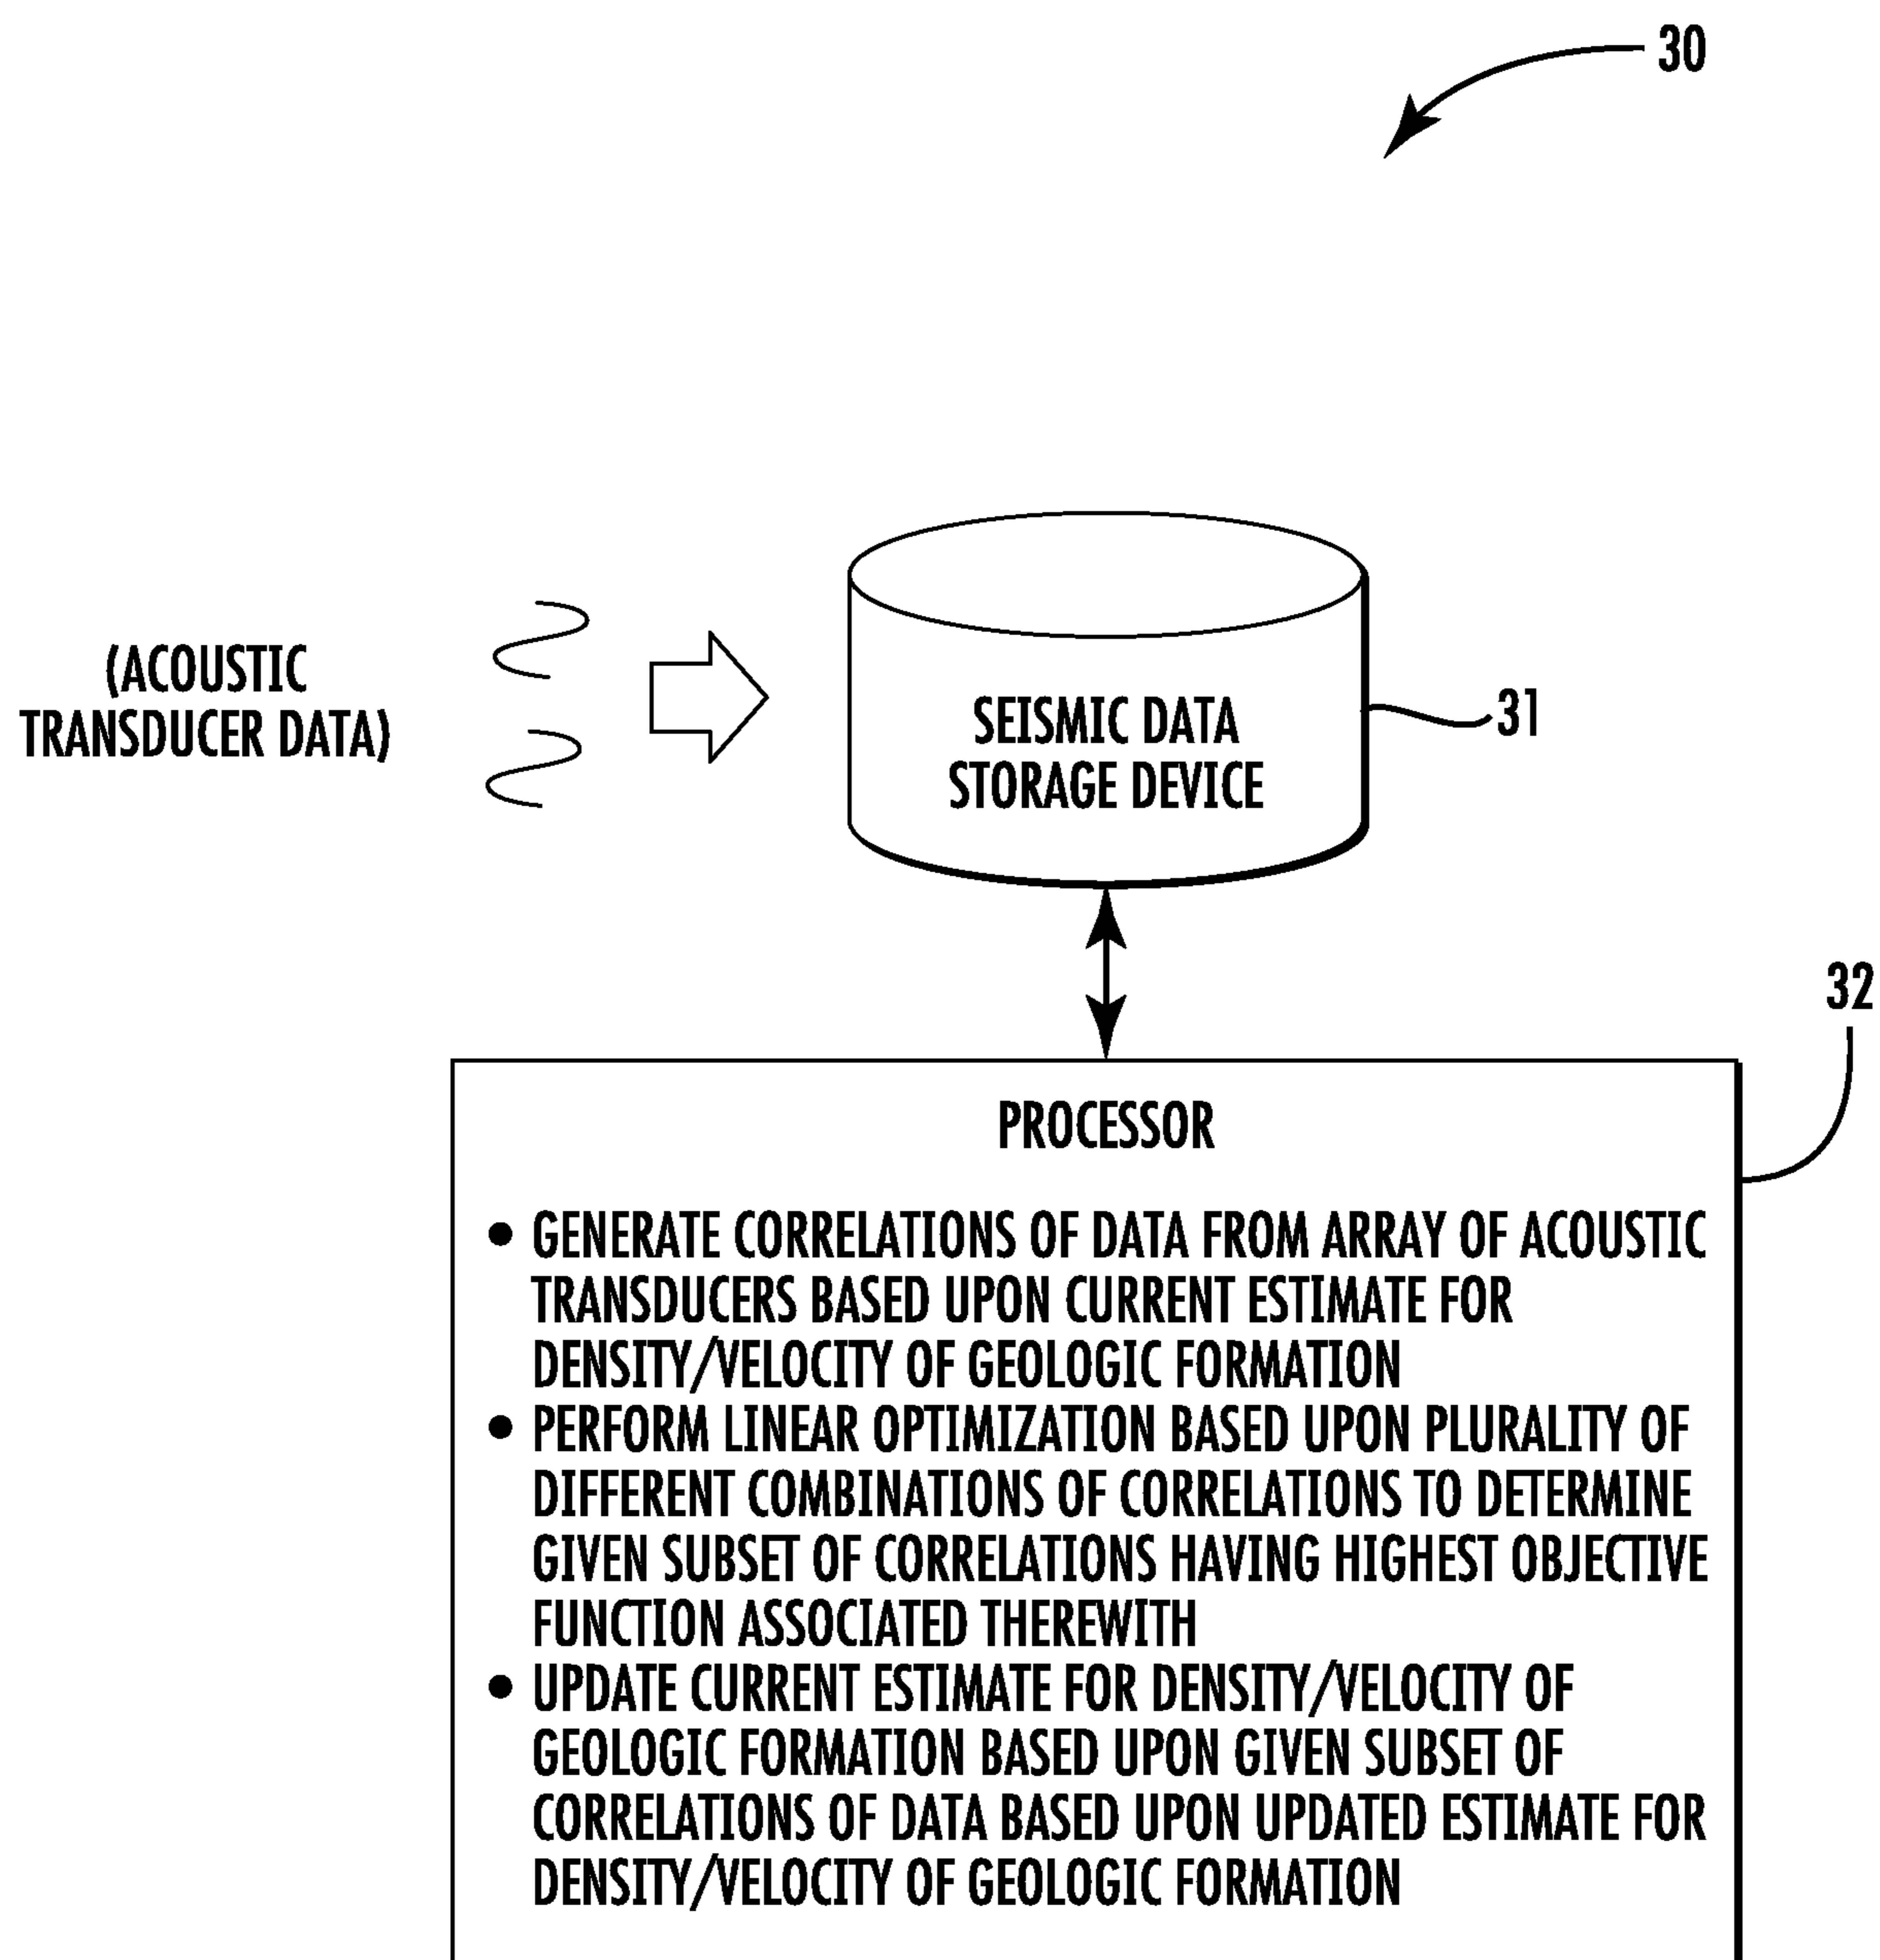 30
(ACOUSTIC
TRANSDUCER DATA)
SEISMIC DATA
STORAGE DEVICE
31
32
PROCESSOR
● GENERATE CORRELATIONS OF DATA FROM ARRAY OF ACOUSTIC
TRANSDUCERS BASED UPON CURRENT ESTIMATE FOR
DENSITY/VELOCITY OF GEOLOGIC FORMATION
● PERFORM LINEAR OPTIMIZATION BASED UPON PLURALITY OF
DIFFERENT COMBINATIONS OF CORRELATIONS TO DETERMINE
GIVEN SUBSET OF CORRELATIONS HAVING HIGHEST OBJECTIVE
FUNCTION ASSOCIATED THEREWITH
● UPDATE CURRENT ESTIMATE FOR DENSITY/VELOCITY OF
GEOLOGIC FORMATION BASED UPON GIVEN SUBSET OF
CORRELATIONS OF DATA BASED UPON UPDATED ESTIMATE FOR
DENSITY/VELOCITY OF GEOLOGIC FORMATION